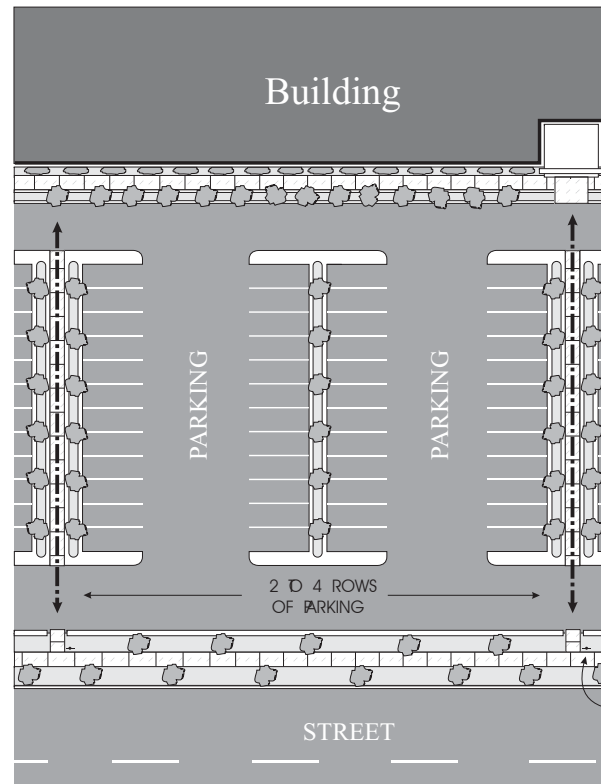 Building
PARKING
PARKING
2 TO 4 ROWS
OF PARKING
STREET